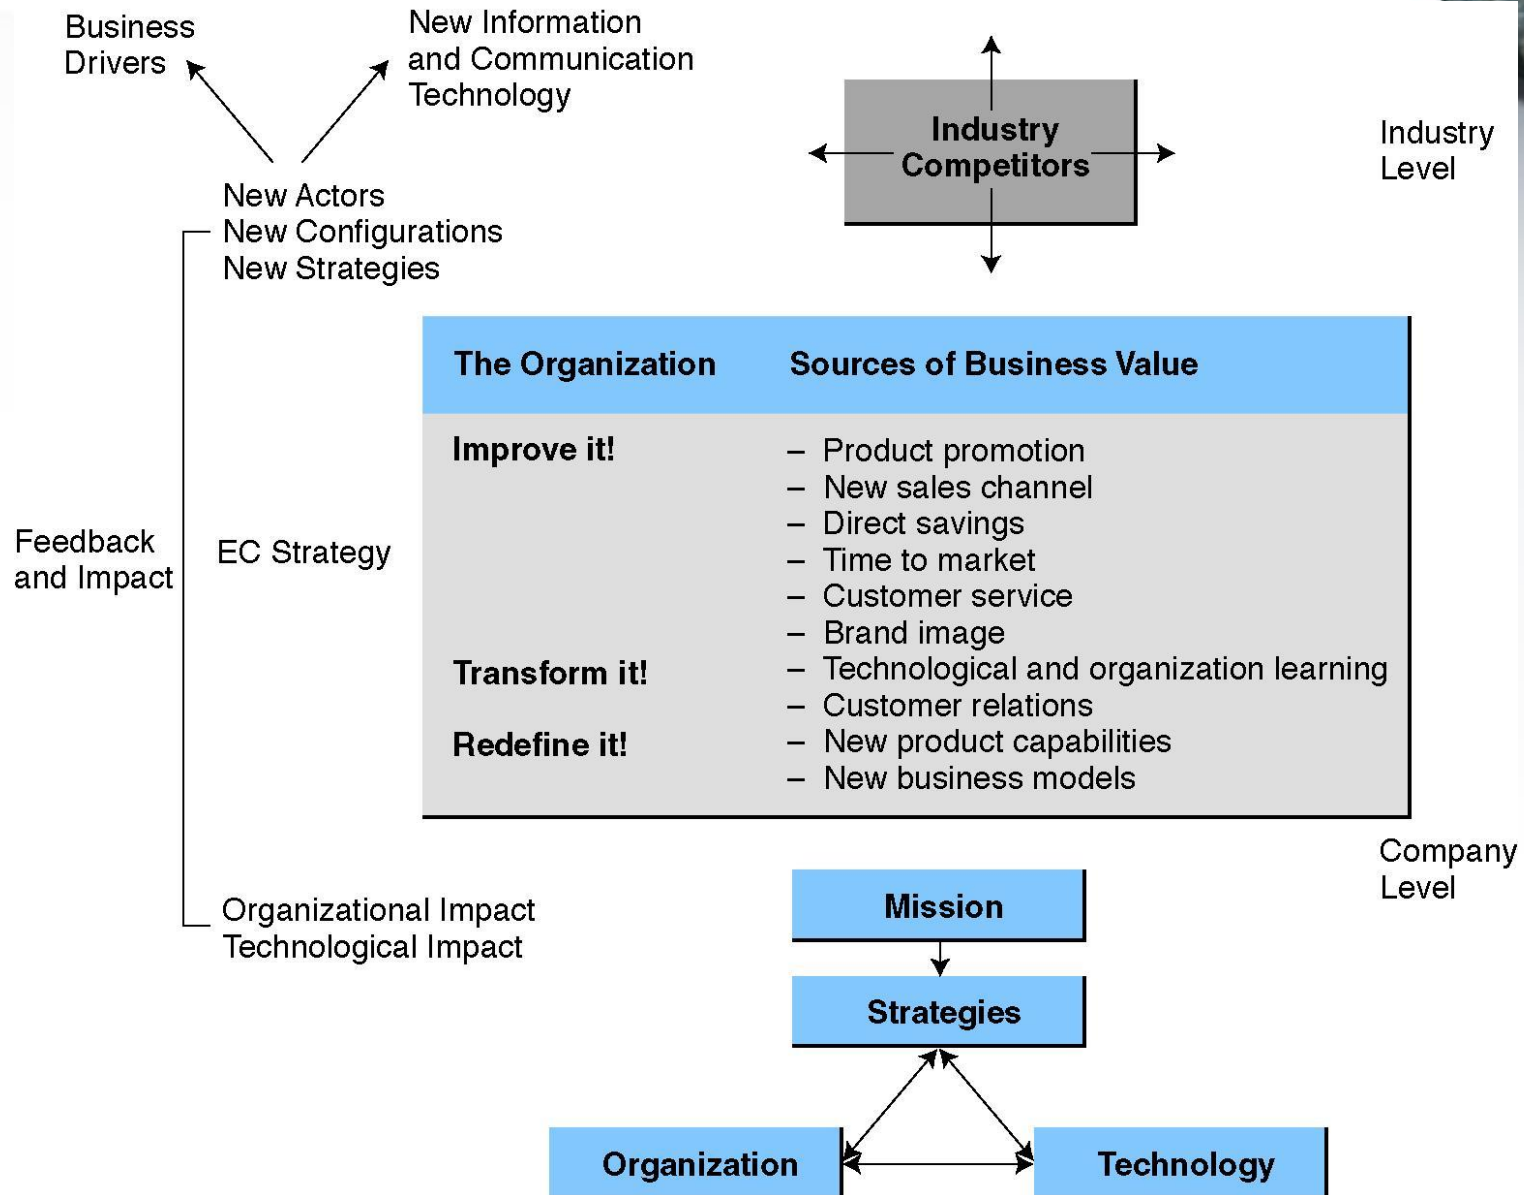 Business
Drivers
New Information
and Communication
Technology
Industry
Competitors
Industry
Level
New Actors
New Configurations
New Strategies
The Organization Sources of Business Value
Improve it! – Product promotion
– New sales channel
– Direct savings
– Time to market
– Customer service
– Brand image
Transform it! – Technological and organization learning
– Customer relations
Redefine it! – New product capabilities
– New business models
Feedback
and Impact
EC Strategy
Company
Level
Organizational Impact
Technological Impact
Mission
Strategies
Organization
Technology